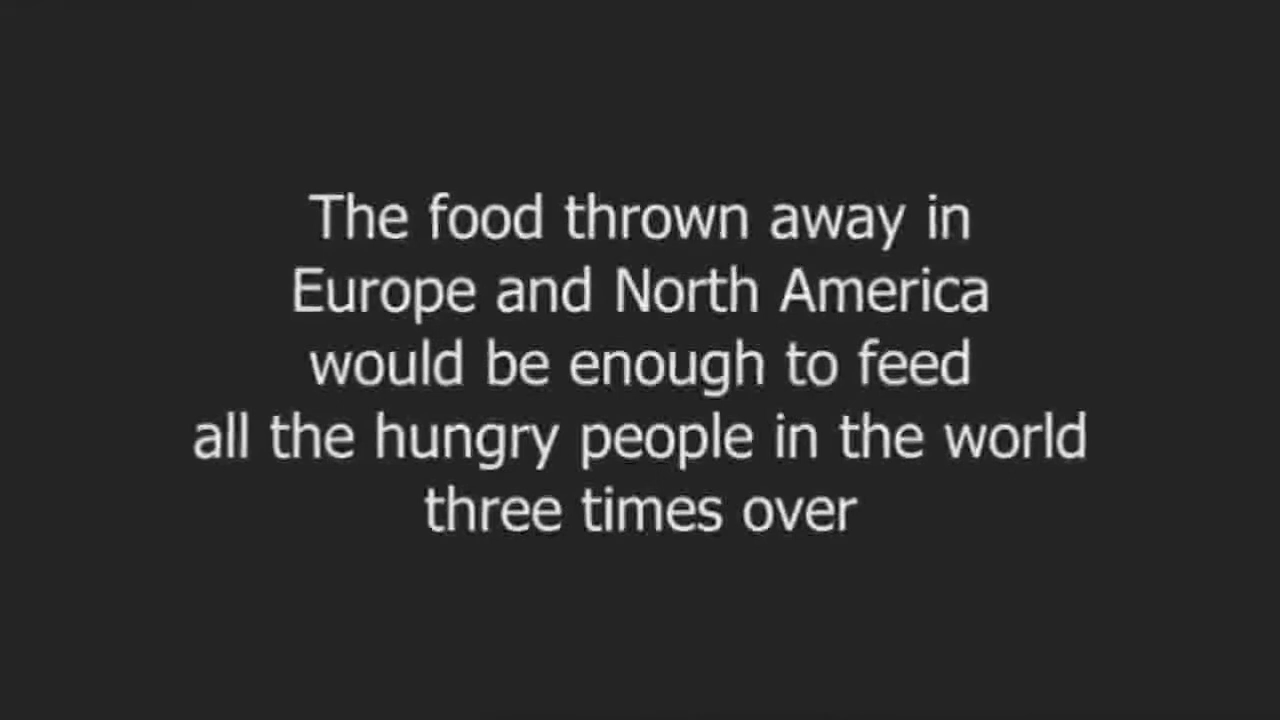 The food thrown away in
Europe and North America
would be enough to feed
all the hungry people in the world
three times over